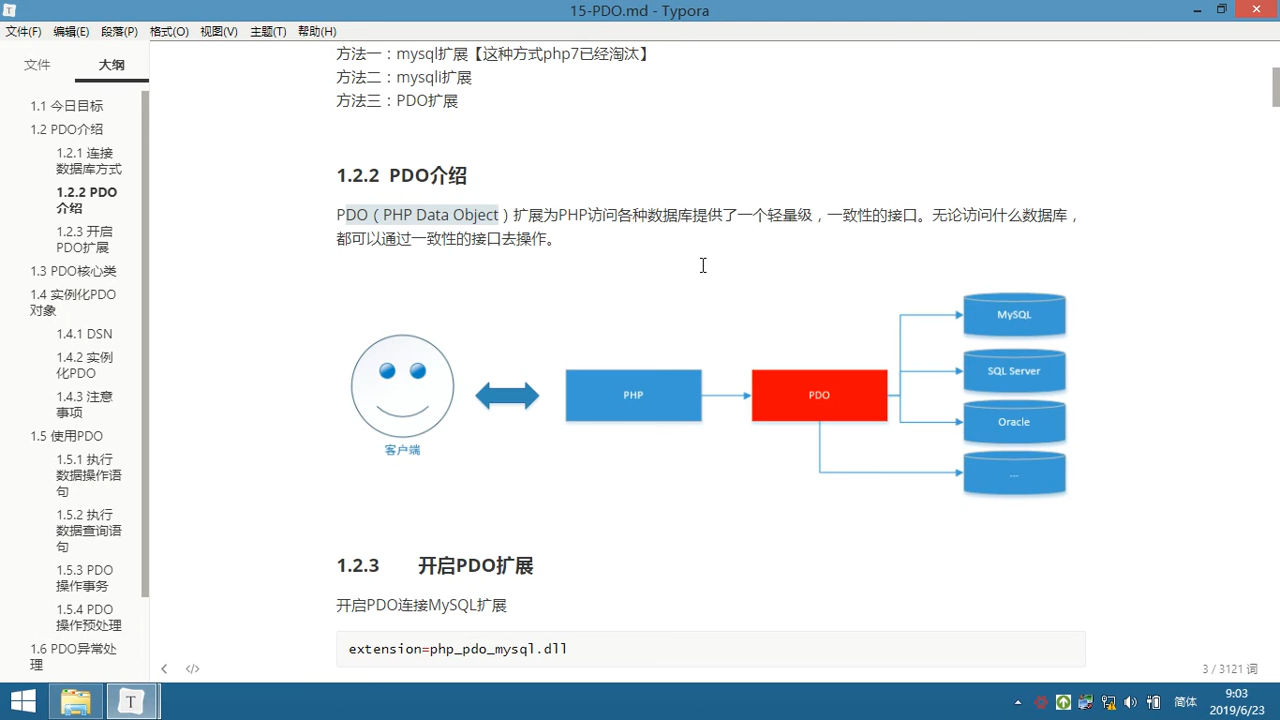 15-PDO.md - Typora
文件(F) 编辑(E) 段落(P) 格式(O) 视图(V) 主题(T) 帮助(H)
文件 大纲
1.1 今日目标
1.2 PDO介绍
1.2.1 连接
数据库方式
1.2.2 PDO
介绍
1.2.3 开启
PDO扩展
1.3 PDO核心类
1.4 实例化PDO
对象
1.4.1 DSN
1.4.2 实例
化PDO
1.4.3 注意
事项
1.5 使用PDO
1.5.1 执行
数据操作语
句
1.5.2 执行
数据查询语
句
1.5.3 PDO
操作事务
1.5.4 PDO
操作预处理
1.6 PDO异常处
理
方法一：mysql扩展【这种方式php7已经淘汰】
方法二：mysqli扩展
方法三：PDO扩展
1.2.2 PDO介绍
PDO（PHP Data Object）扩展为PHP访问各种数据库提供了一个轻量级，一致性的接口。无论访问什么数据库，
都可以通过一致性的接口去操作。
客户端
PHP
PDO
MySQL
SQL Server
Oracle
...
1.2.3 开启PDO扩展
开启PDO连接MySQL扩展
extension=php_pdo_mysql.dll
3 / 3121 词
T
简体
9:03
2019/6/23